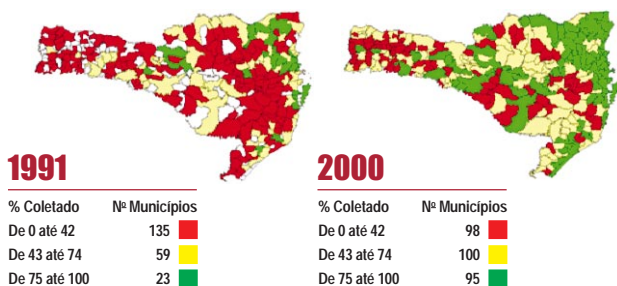 1991
% Coletado Nº Municípios
De 0 até 42 135
De 43 até 74 59
De 75 até 100 23
2000
% Coletado Nº Municípios
De 0 até 42 98
De 43 até 74 100
De 75 até 100 95